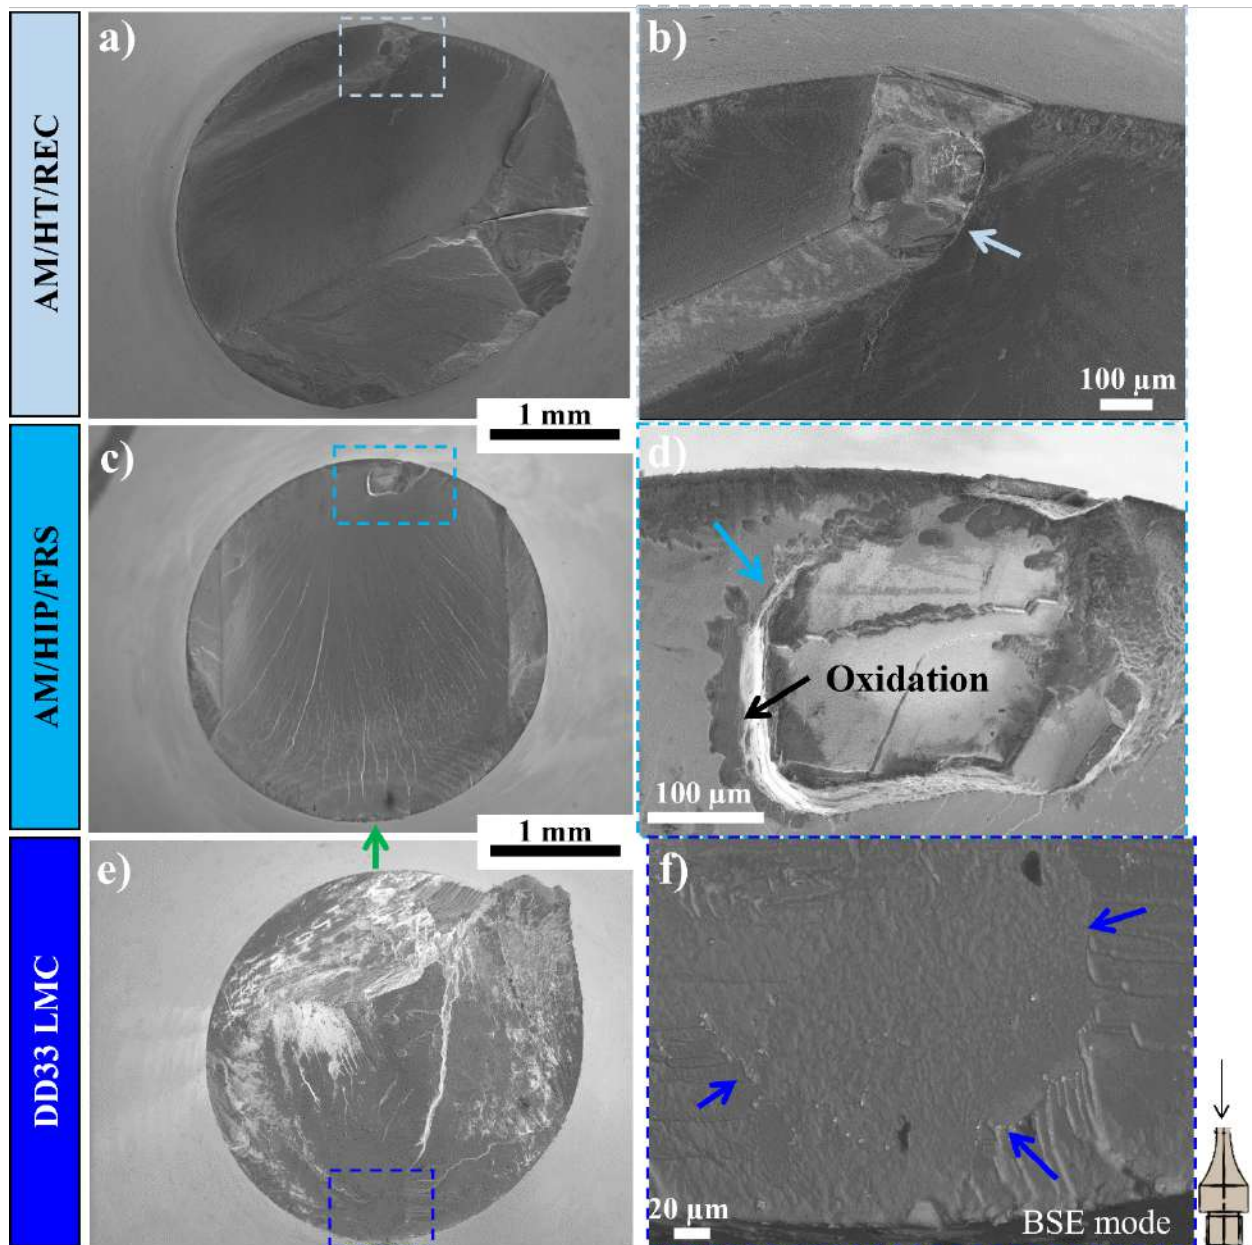 AM/HT/REC
a)
1 mm
b)
100 µm
AM/HIP/FRS
c)
1 mm
d)
Oxidation
100 µm
DD33 LMC
e)
f)
20 µm
BSE mode